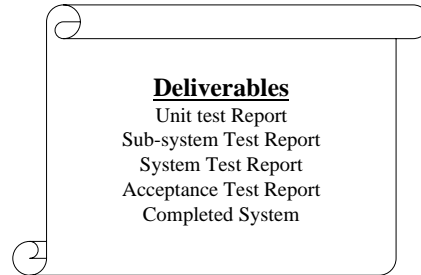 Deliverables
Unit test Report
Sub-system Test Report
System Test Report
Acceptance Test Report
Completed System